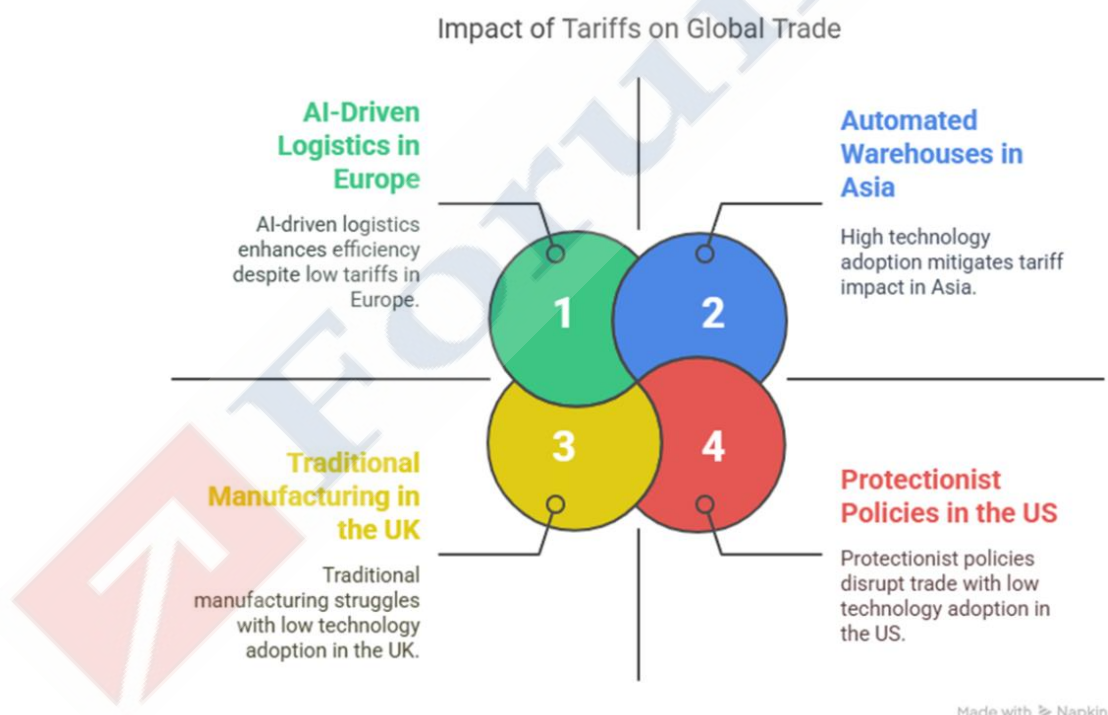 Impact of Tariffs on Global Trade
AI-Driven
Logistics in
Europe
AI-driven logistics
enhances efficiency
despite low tariffs in
Europe.
Automated
Warehouses in
Asia
High technology
adoption mitigates tariff
impact in Asia.
1
2
3
4
Traditional
Manufacturing in
the UK
Traditional
manufacturing struggles
with low technology
adoption in the UK.
Protectionist
Policies in the US
Protectionist policies
disrupt trade with low
technology adoption in
the US.
Made with Napkin